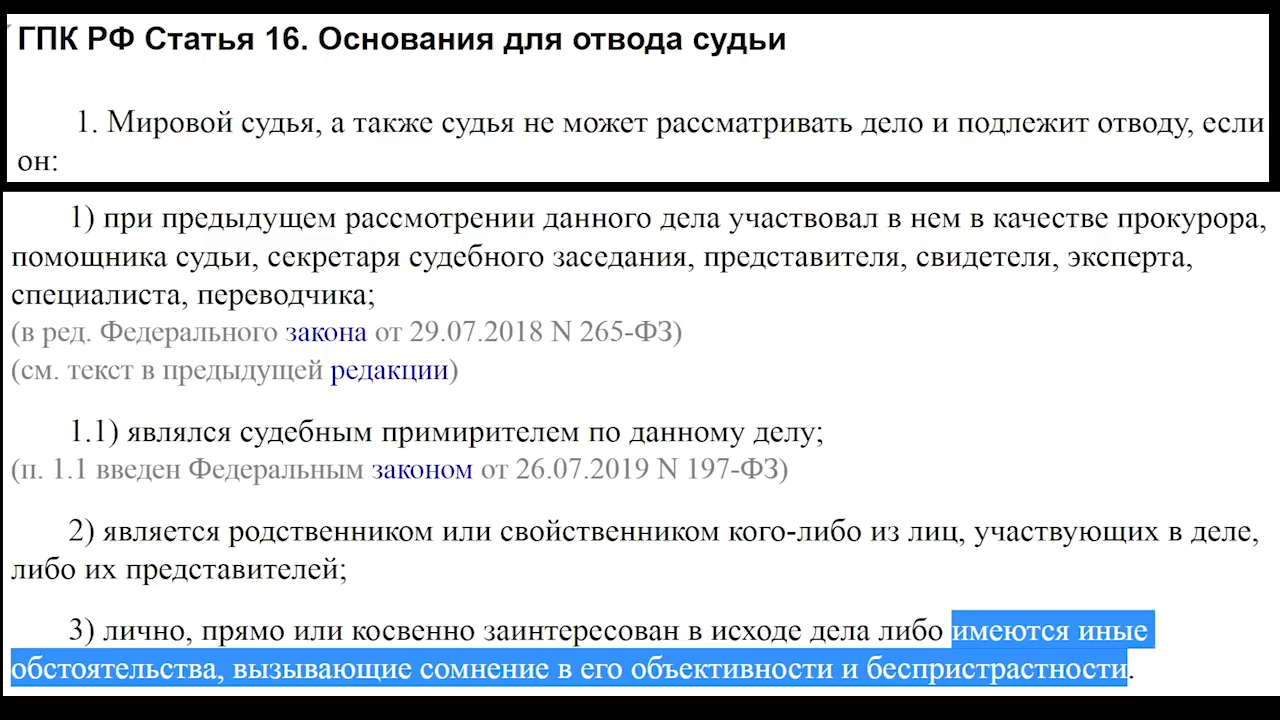 ГПК РФ Статья 16. Основания для отвода судьи
1. Мировой судья, а также судья не может рассматривать дело и подлежит отводу, если
он:
1) при предыдущем рассмотрении данного дела участвовал в нем в качестве прокурора,
помощника судьи, секретаря судебного заседания, представителя, свидетеля, эксперта,
специалиста, переводчика;
(в ред. Федерального закона от 29.07.2018 N 265-ФЗ)
(см. текст в предыдущей редакции)
1.1) являлся судебным примирителем по данному делу;
(п. 1.1 введен Федеральным законом от 26.07.2019 N 197-ФЗ)
2) является родственником или свойственником кого-либо из лиц, участвующих в деле,
либо их представителей;
3) лично, прямо или косвенно заинтересован в исходе дела либо имеются иные
обстоятельства, вызывающие сомнение в его объективности и беспристрастности.